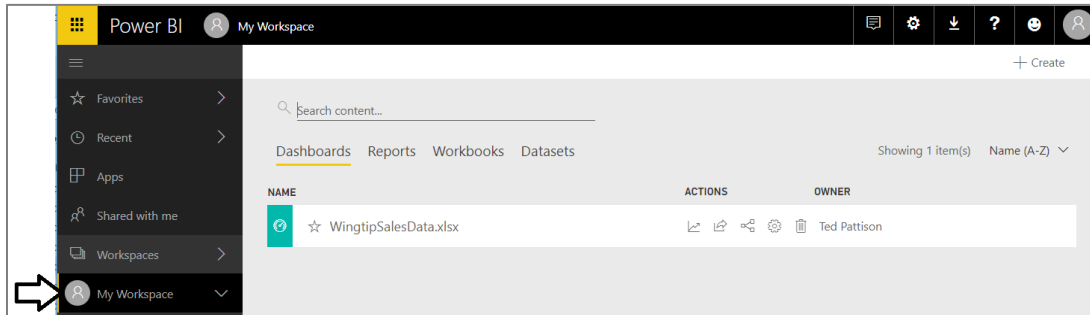 Power BI My Workspace ?
+ Create
Favorites
Recent
Apps
Shared with me
Workspaces
My Workspace
Search content...
Dashboards Reports Workbooks Datasets
Showing 1 item(s) Name (A-Z)
NAME ACTIONS OWNER
WingtipSalesData.xlsx Ted Pattison